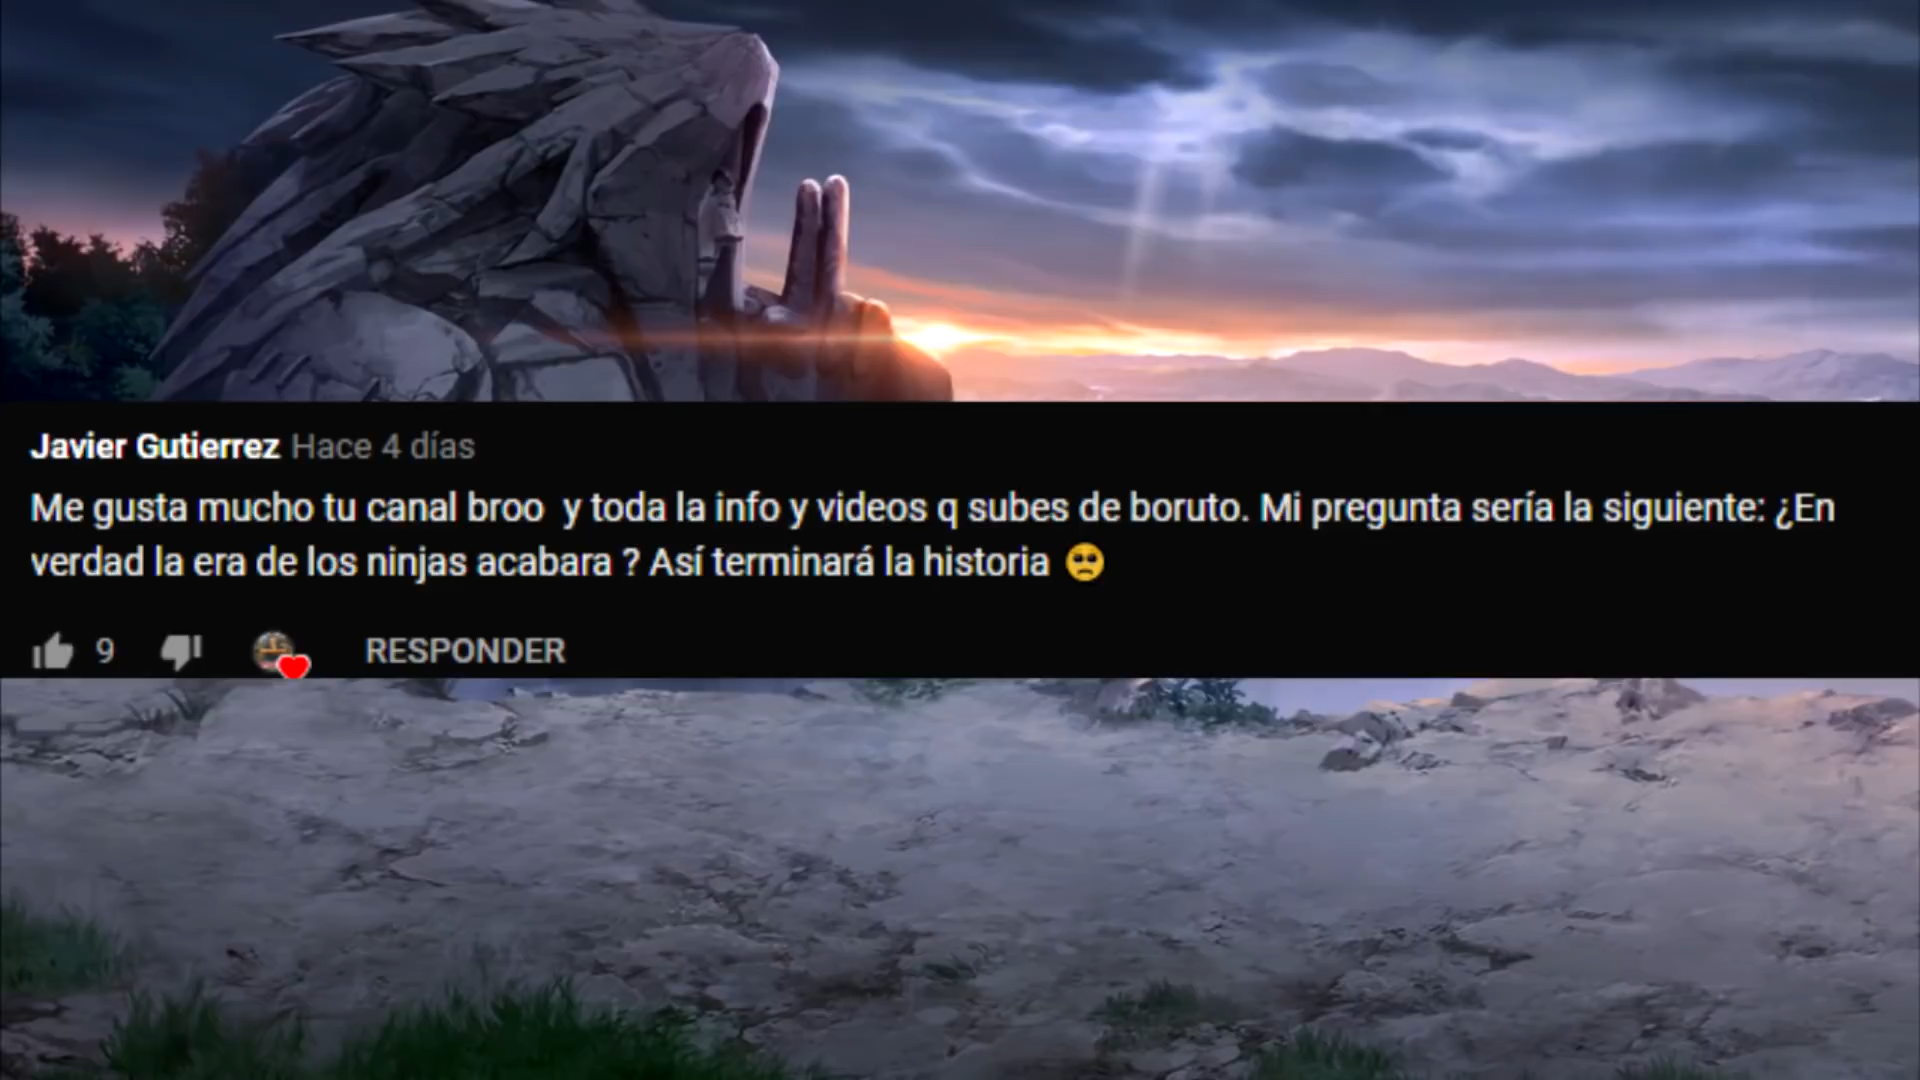 Javier Gutierrez Hace 4 días
Me gusta mucho tu canal broo y toda la info y videos q subes de boruto. Mi pregunta sería la siguiente: ¿En
verdad la era de los ninjas acabara ? Así terminará la historia 🥺
9 RESPONDER